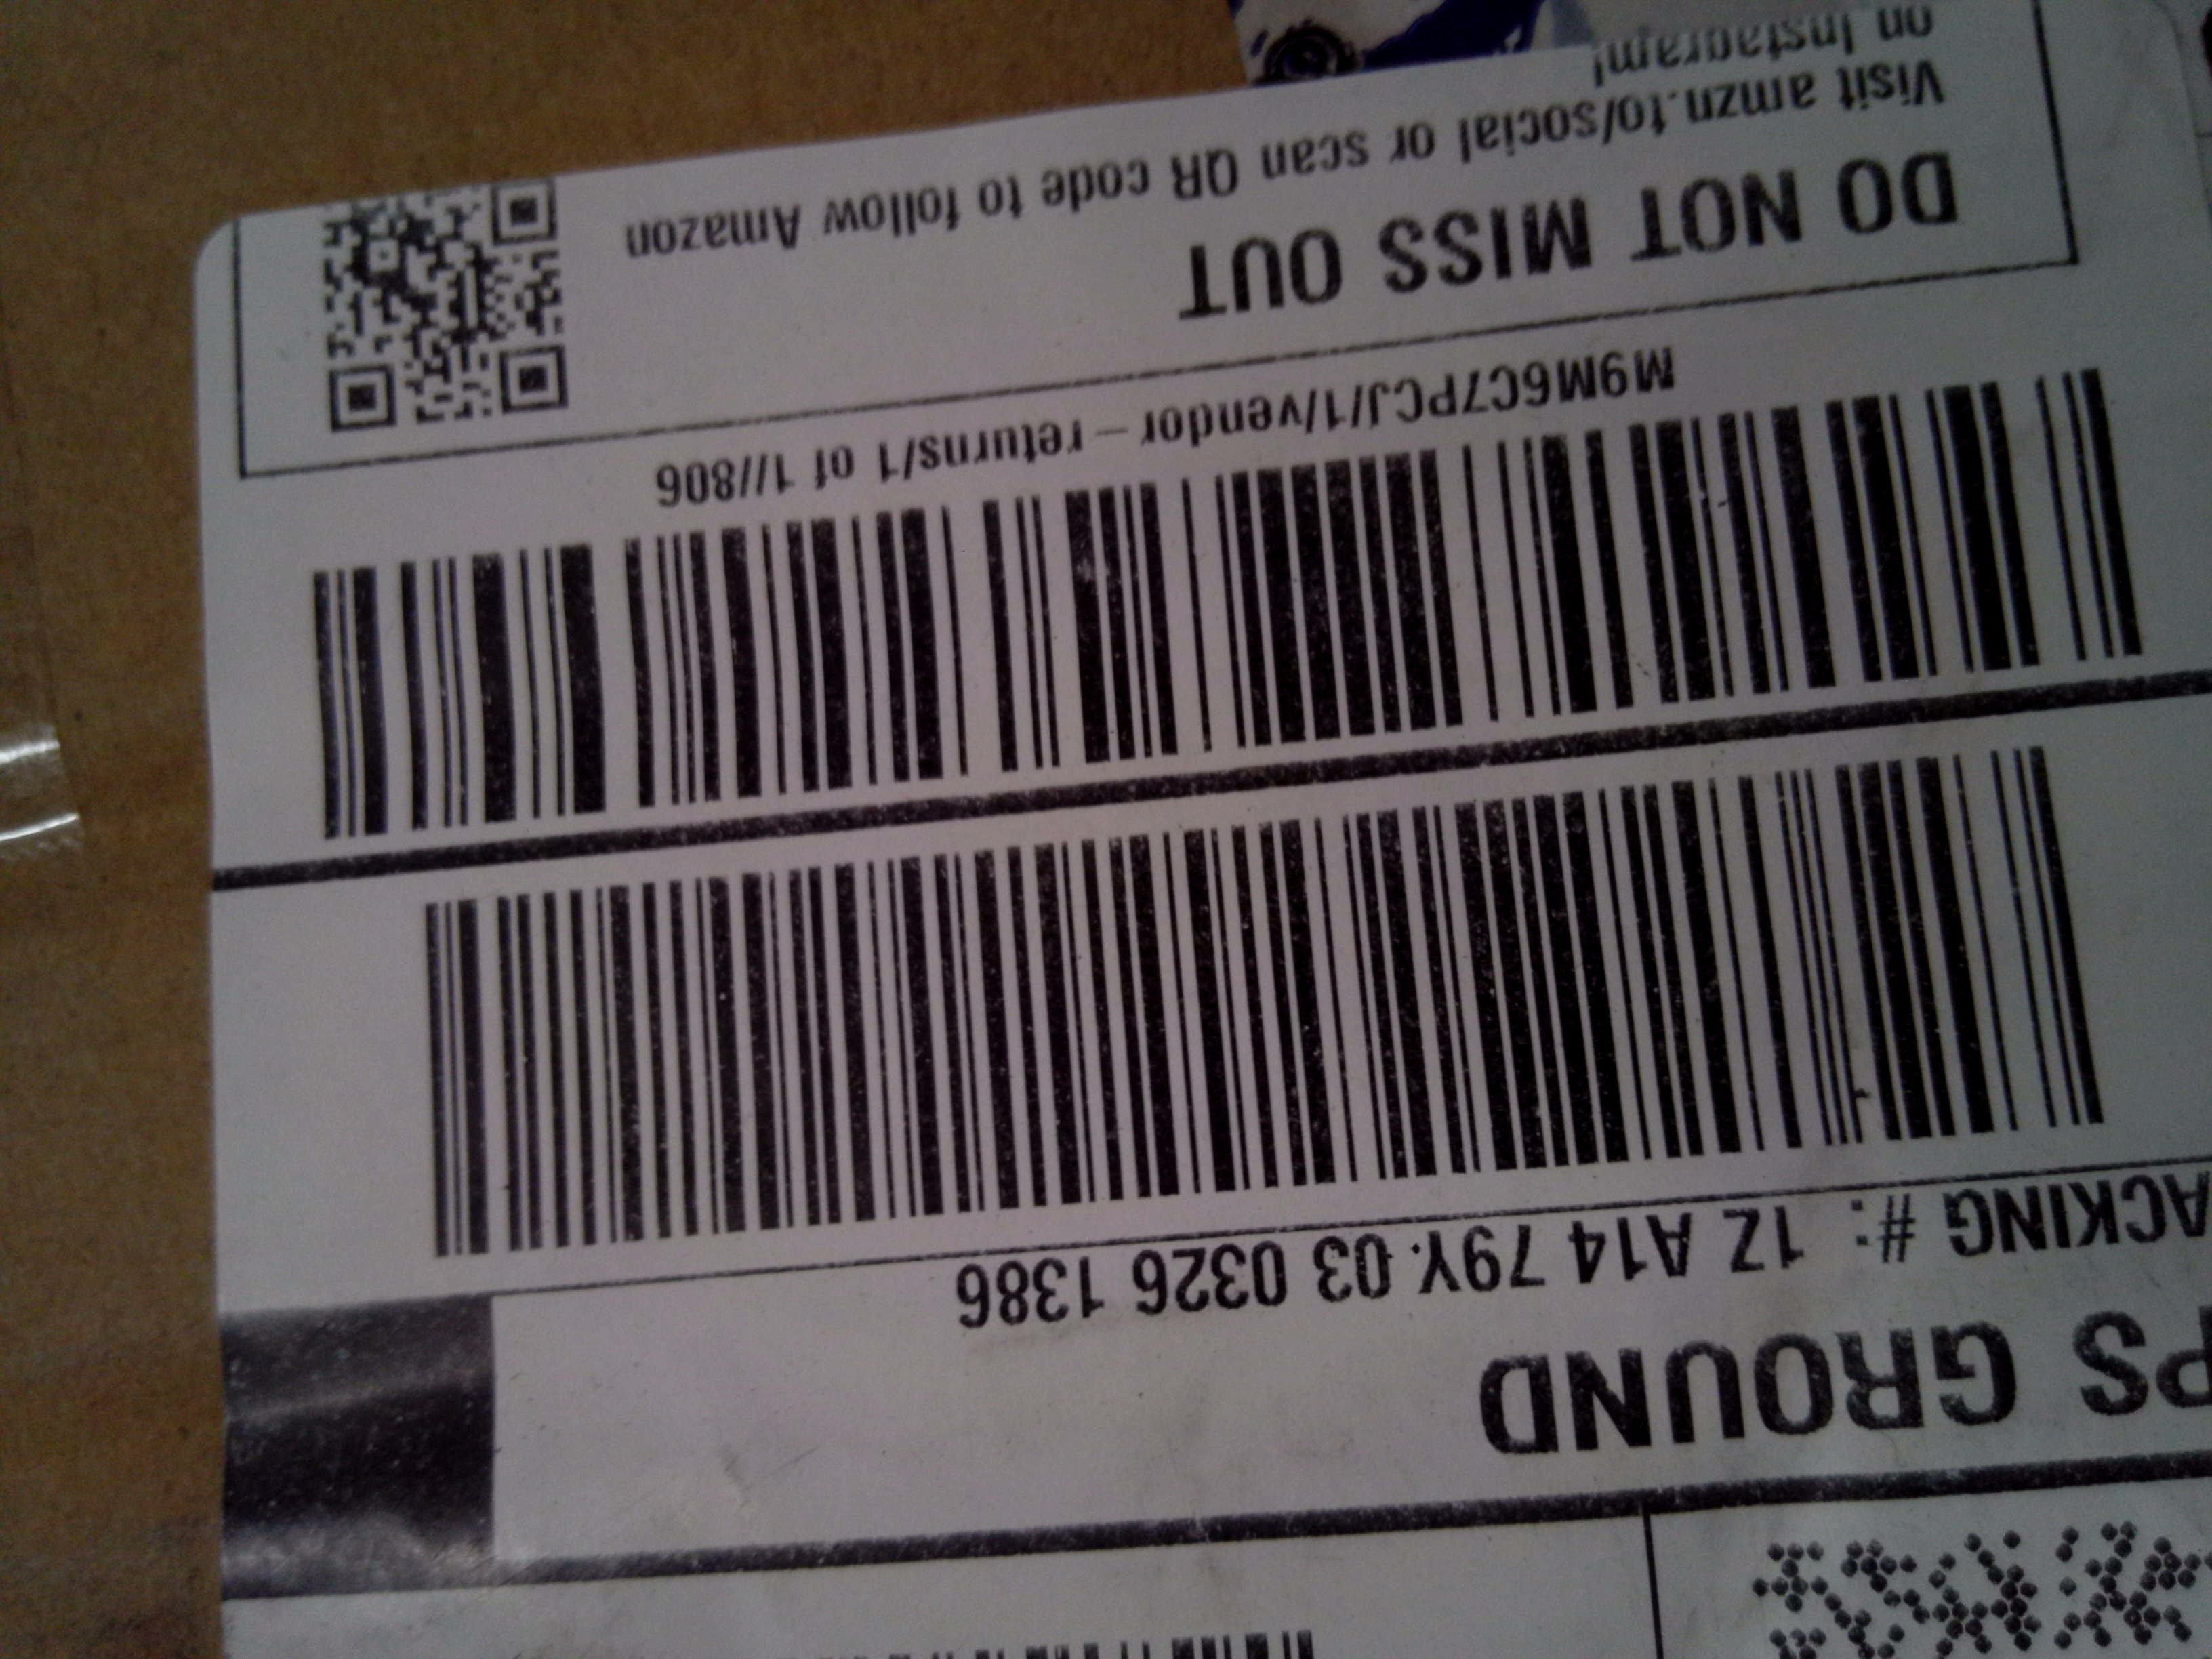 PS GROUND
ACKING #: 1Z A14 79Y 03 0326 1386
M9M6C7PCJ/1/vendor-returns/1 of 1//806
DO NOT MISS OUT
Visit amzn.to/social or scan QR code to follow Amazon
on Instagram!